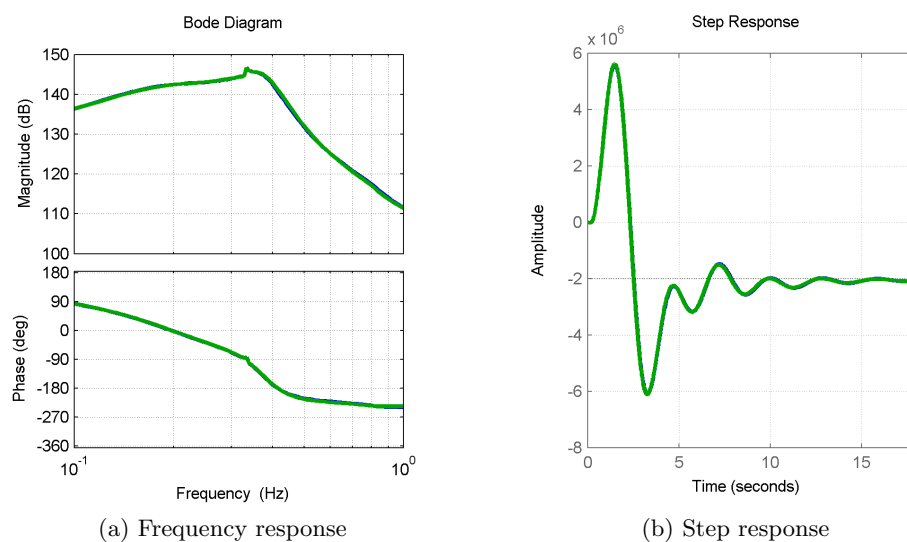 Bode Diagram
150
140
130
120
110
100
Magnitude (dB)
180
90
0
-90
-180
-270
-360
Phase (deg)
10^-1
10^0
Frequency (Hz)
(a) Frequency response
Step Response
x 10^6
6
4
2
0
-2
-4
-6
-8
Amplitude
0 5 10 15
Time (seconds)
(b) Step response